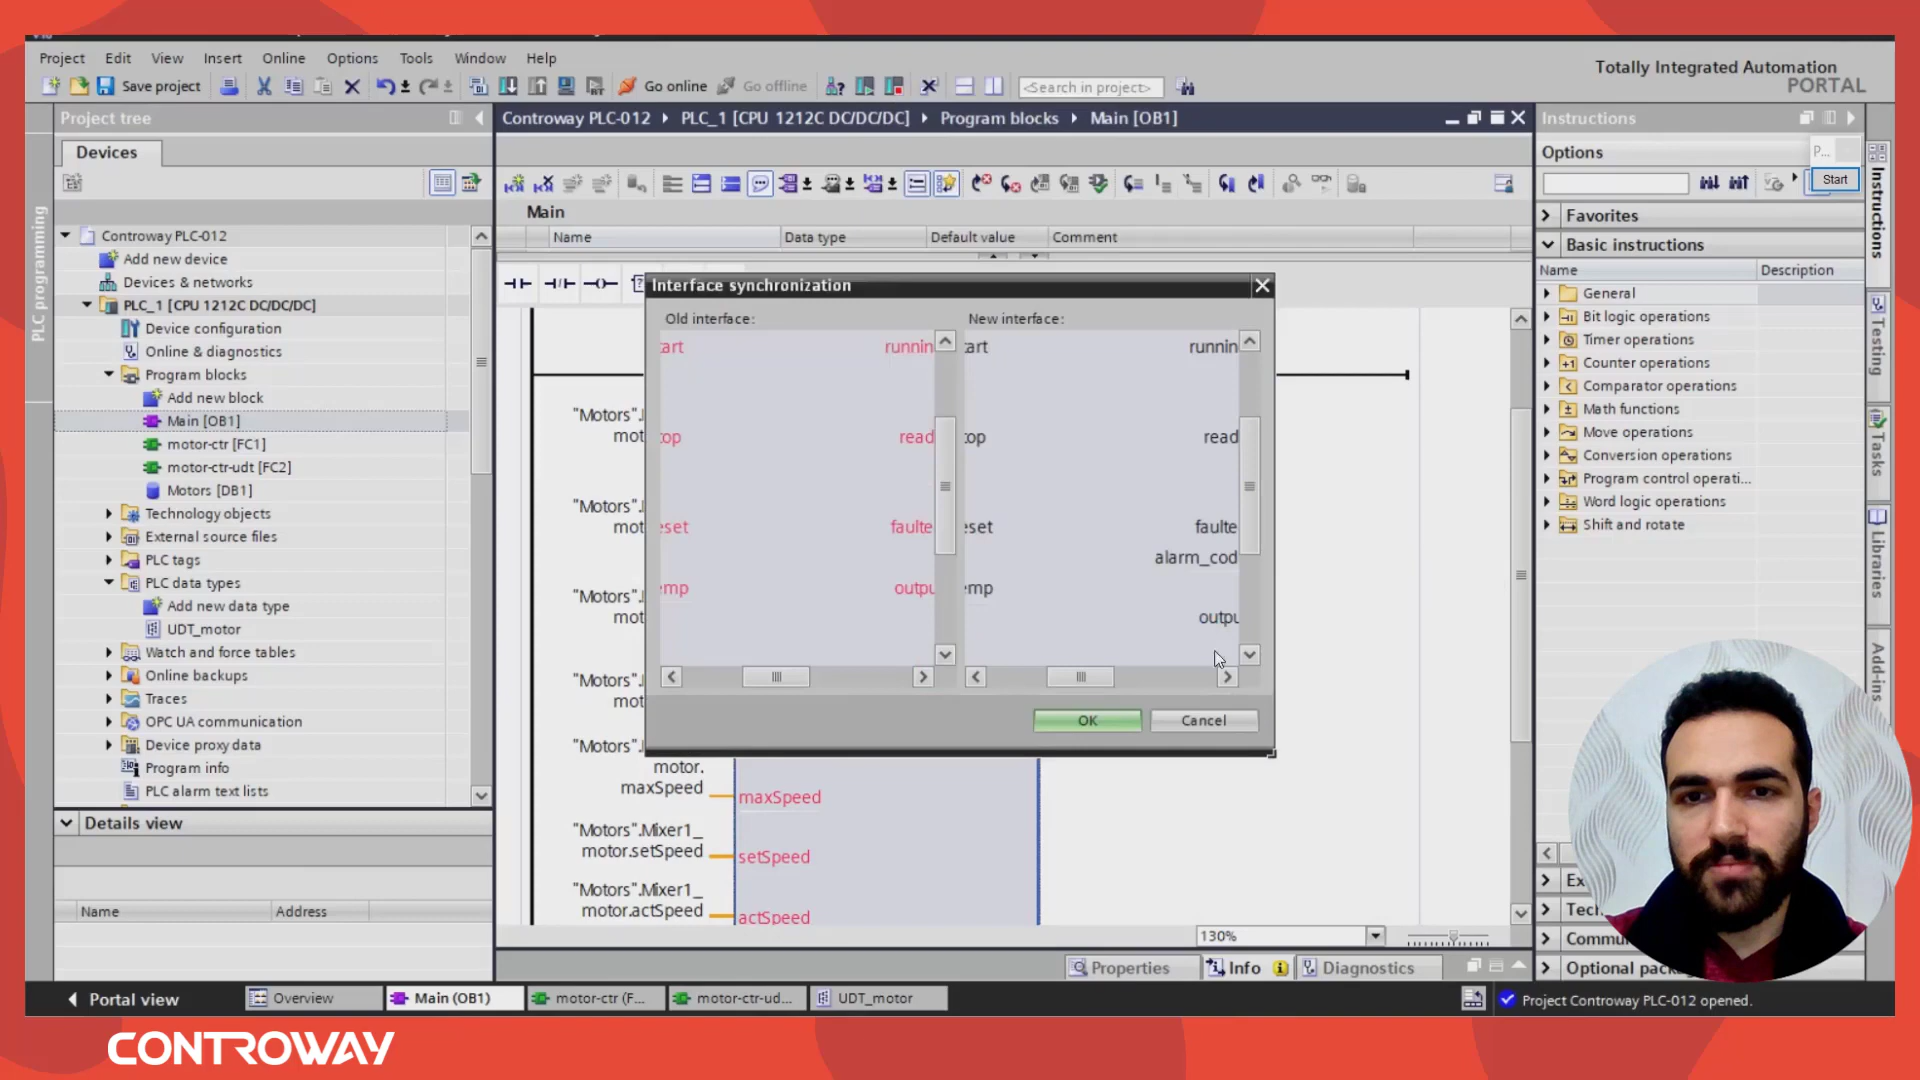 Project Edit View Insert Online Options Tools Window Help
Totally Integrated Automation
PORTAL
Save project
Go online
Go offline
<Search in project>
Project tree
Controway PLC-012 PLC_1 [CPU 1212C DC/DC/DC] Program blocks Main [OB1]
Instructions
Devices
Options
P...
Start
PLC programming
Main
Name Data type Default value Comment
Controway PLC-012
Add new device
Devices & networks
PLC_1 [CPU 1212C DC/DC/DC]
Device configuration
Online & diagnostics
Program blocks
Add new block
Main [OB1]
motor-ctr [FC1]
motor-ctr-udt [FC2]
Motors [DB1]
Technology objects
External source files
PLC tags
PLC data types
Add new data type
UDT_motor
Watch and force tables
Online backups
Traces
OPC UA communication
Device proxy data
Program info
PLC alarm text lists
Details view
Name Address
Interface synchronization
Old interface:
New interface:
art runnin
op read
eset faulte
emp outpu
art runnin
op read
eset faulte
alarm_cod
emp
outpu
OK
Cancel
"Motors".
mot
"Motors".
mot
"Motors".
mot
"Motors".
mot
"Motors".
motor.
maxSpeed maxSpeed
"Motors".Mixer1_
motor.setSpeed setSpeed
"Motors".Mixer1_
motor.actSpeed actSpeed
130%
Properties
Info
Diagnostics
Favorites
Basic instructions
Name Description
General
Bit logic operations
Timer operations
Counter operations
Comparator operations
Math functions
Move operations
Conversion operations
Program control operati...
Word logic operations
Shift and rotate
Ex
Tech
Commu
Optional pack
Instructions
Testing
Tasks
Libraries
Add-ins
Portal view
Overview
Main (OB1)
motor-ctr (F...
motor-ctr-ud...
UDT_motor
Project Controway PLC-012 opened.
CONTROWAY